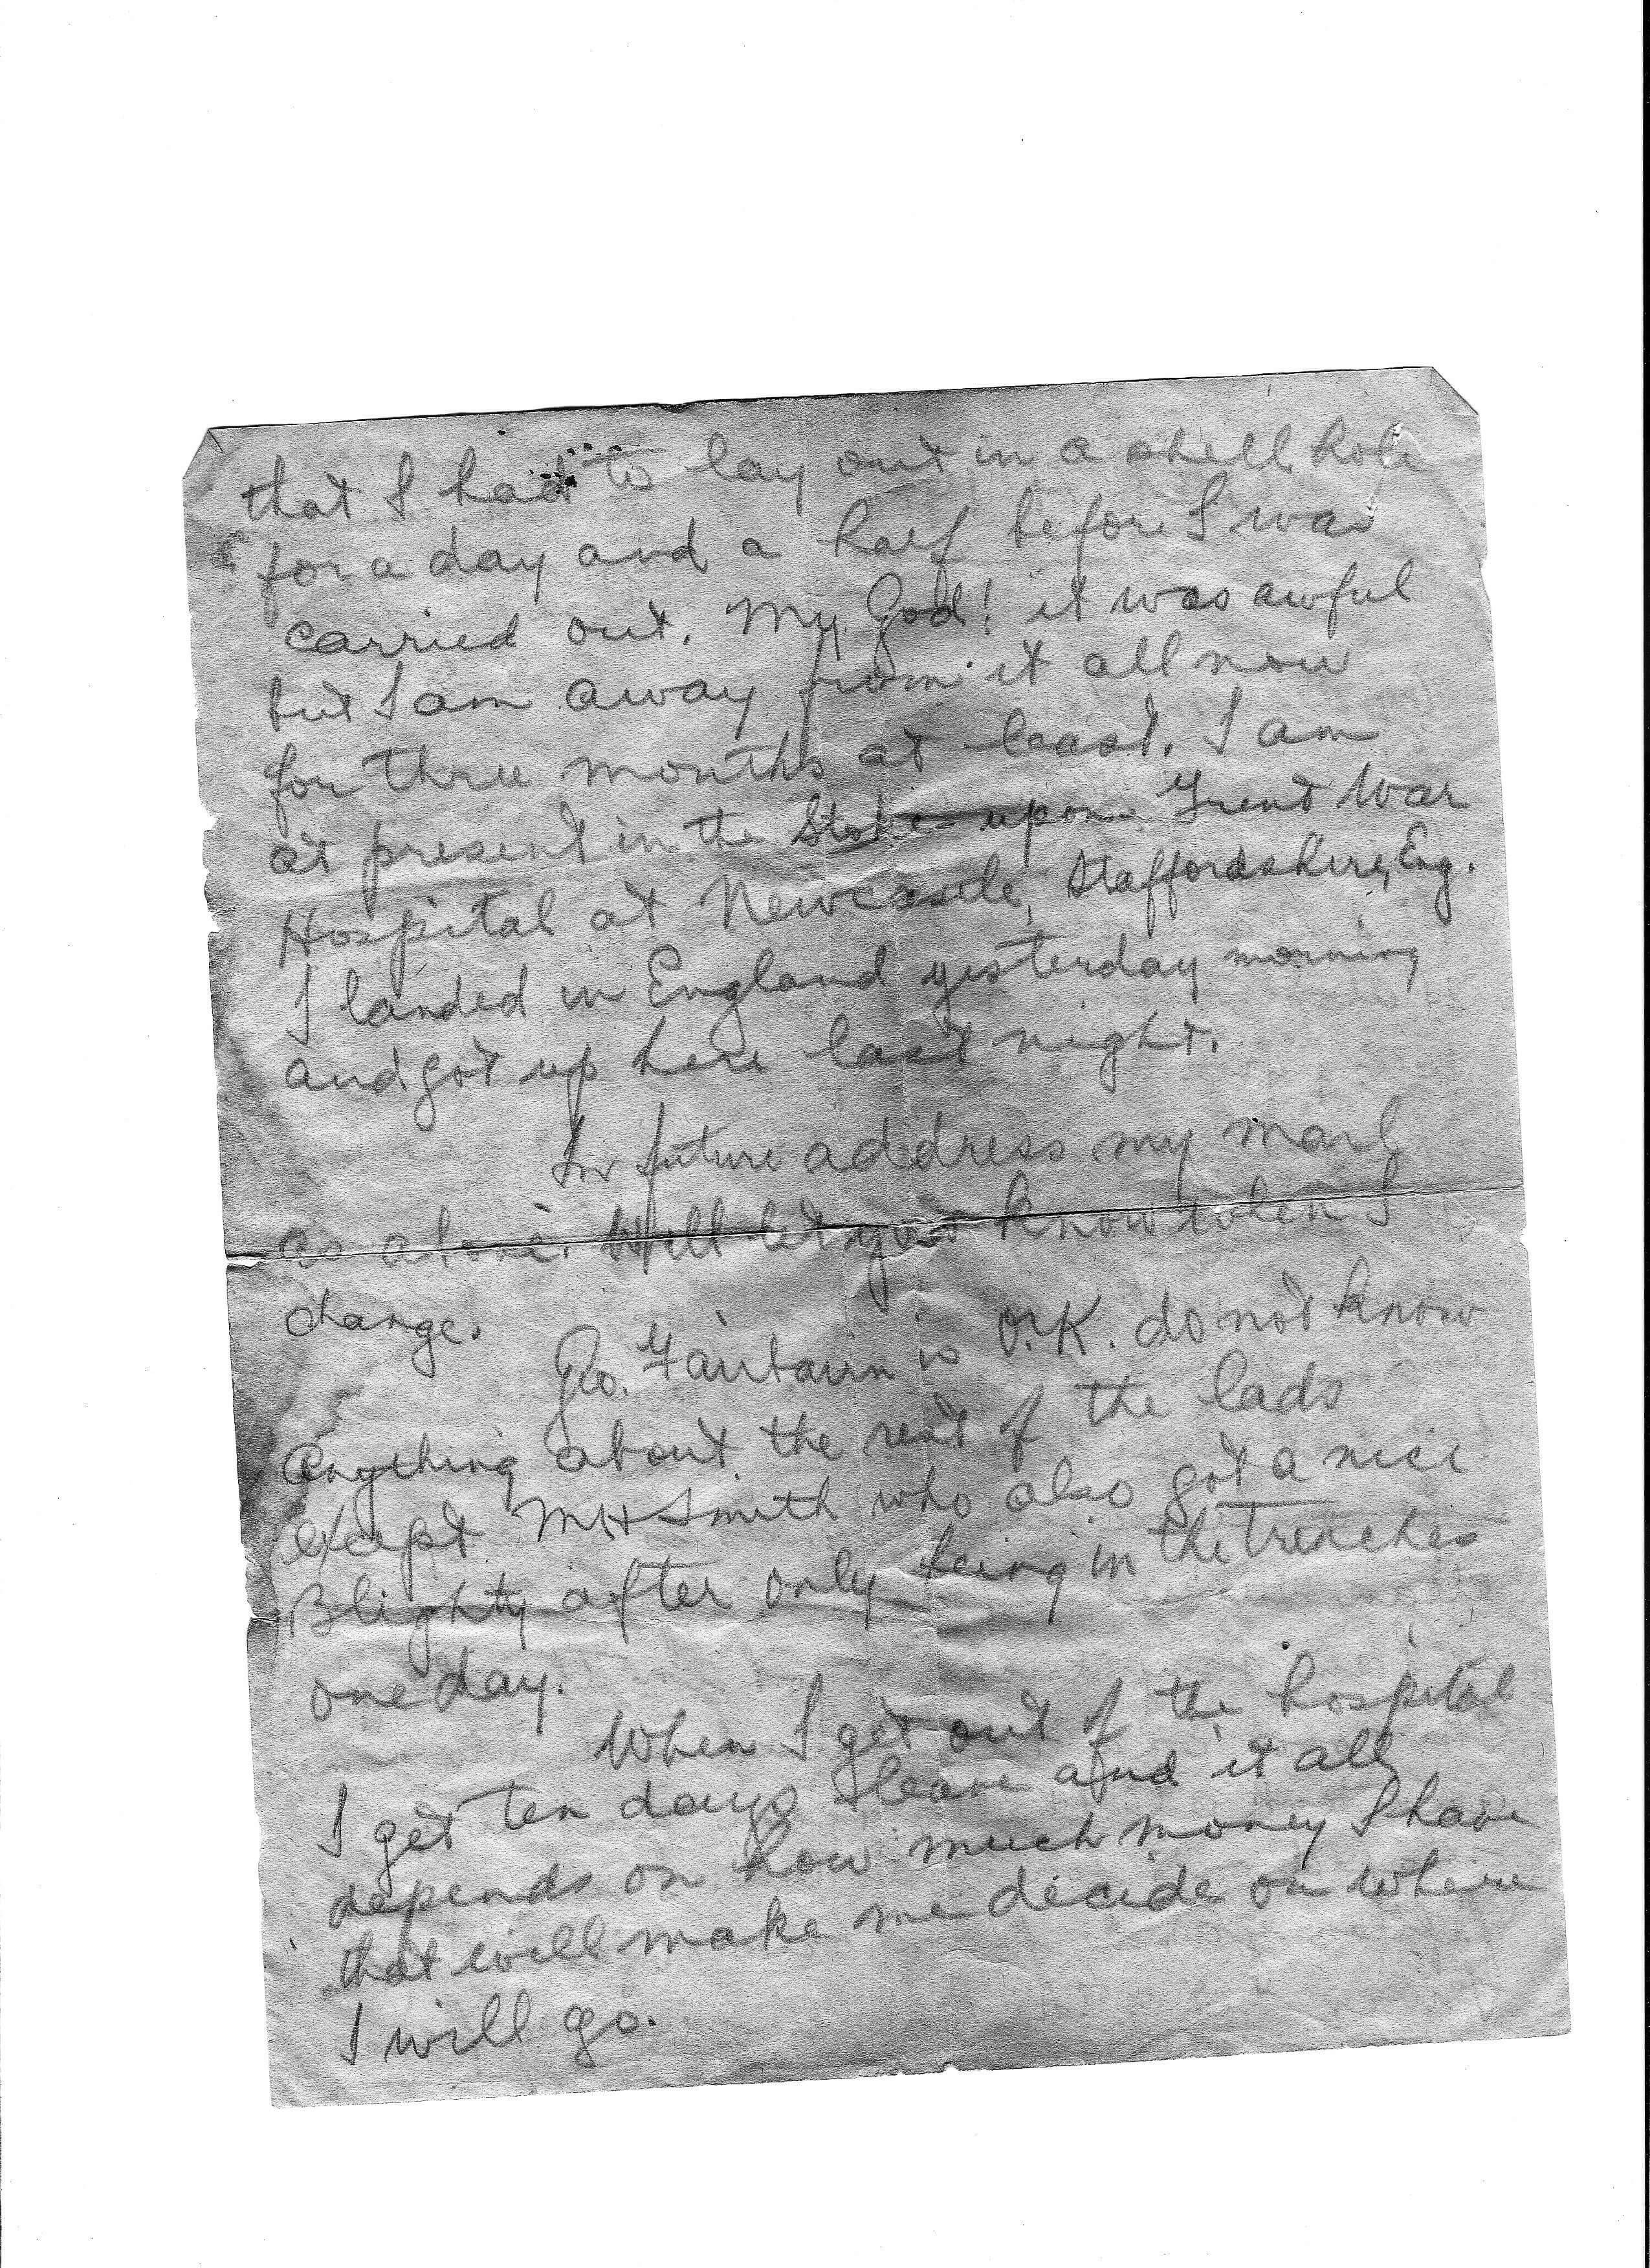 that I had to lay out in a shell hole
for a day and a half before I was
carried out. My God! it was awful
but I am away from it all now
for three months at least. I am
at present in the Stoke-upon-Trent War
Hospital at Newcastle, Staffordshire, Eng.
I landed in England yesterday morning
and got up here last night.
In future address my mail
as above. Will let you know when I
change.
Geo. Fairbairn is O.K. do not know
anything about the rest of the lads
except MH Smith who also got a nice
Blighty after only being in the trenches
one day.
When I get out of the hospital
I get ten days leave and it all
depends on how much money I have
that will make me decide on where
I will go.